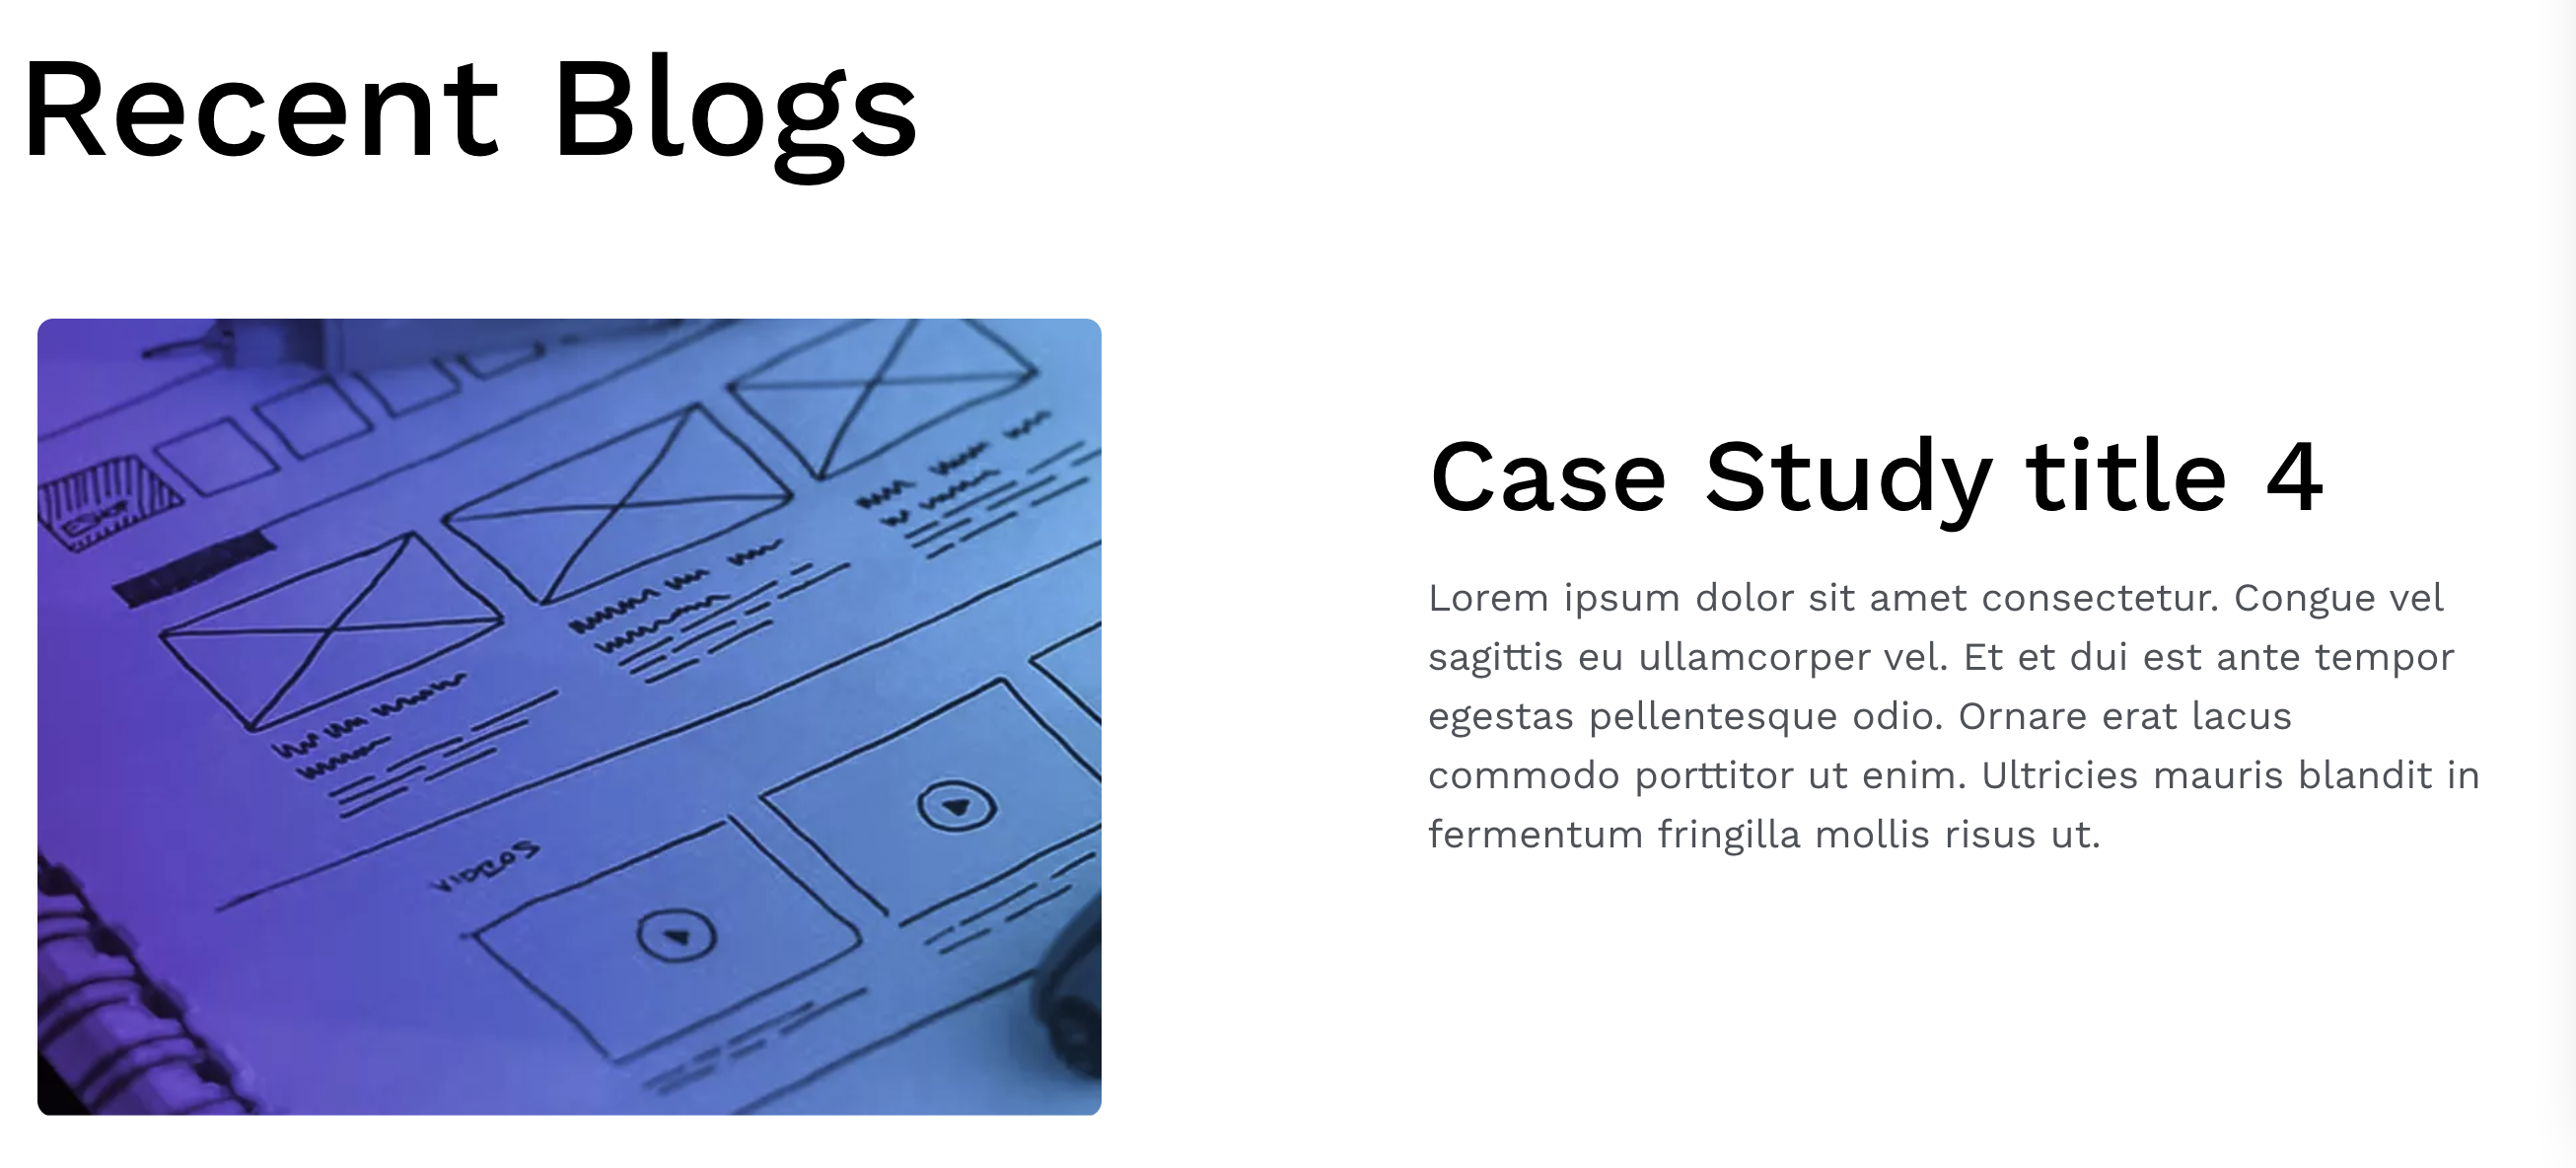 Recent Blogs
ESHOP
VIDEOS
Case Study title 4
Lorem ipsum dolor sit amet consectetur. Congue vel
sagittis eu ullamcorper vel. Et et dui est ante tempor
egestas pellentesque odio. Ornare erat lacus
commodo porttitor ut enim. Ultricies mauris blandit in
fermentum fringilla mollis risus ut.